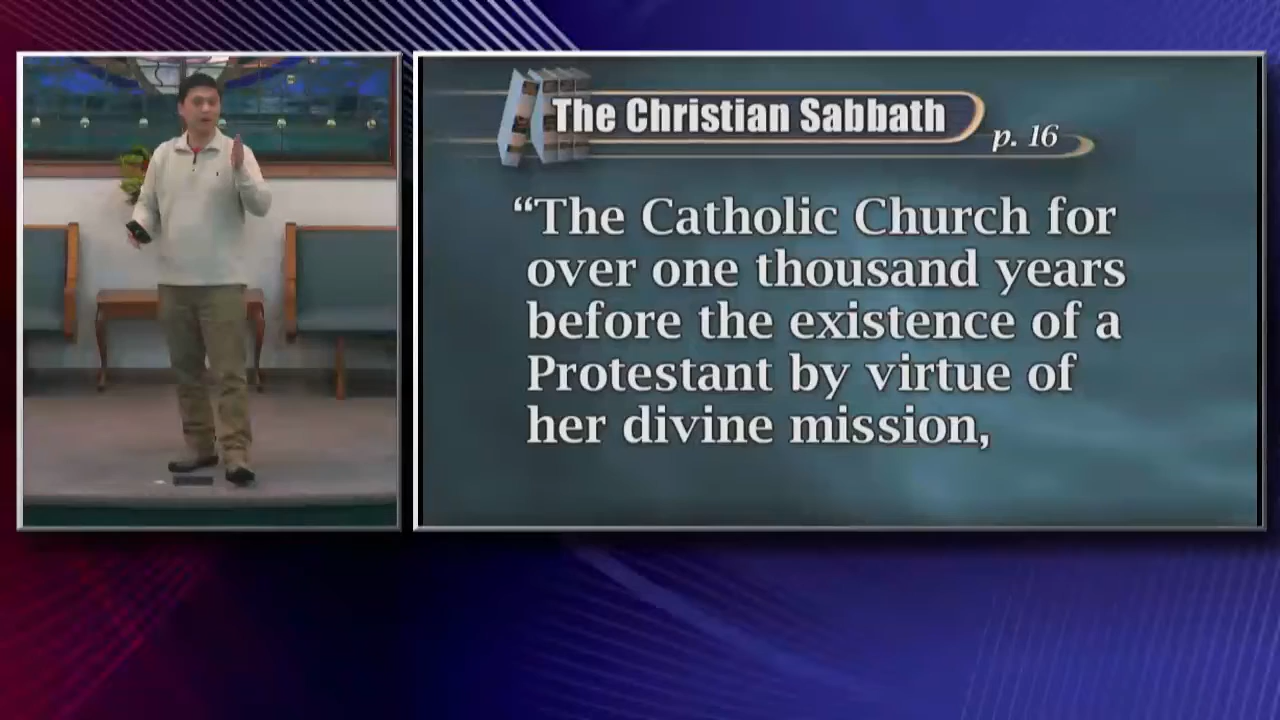 The Christian Sabbath
p. 16
“The Catholic Church for
over one thousand years
before the existence of a
Protestant by virtue of
her divine mission,